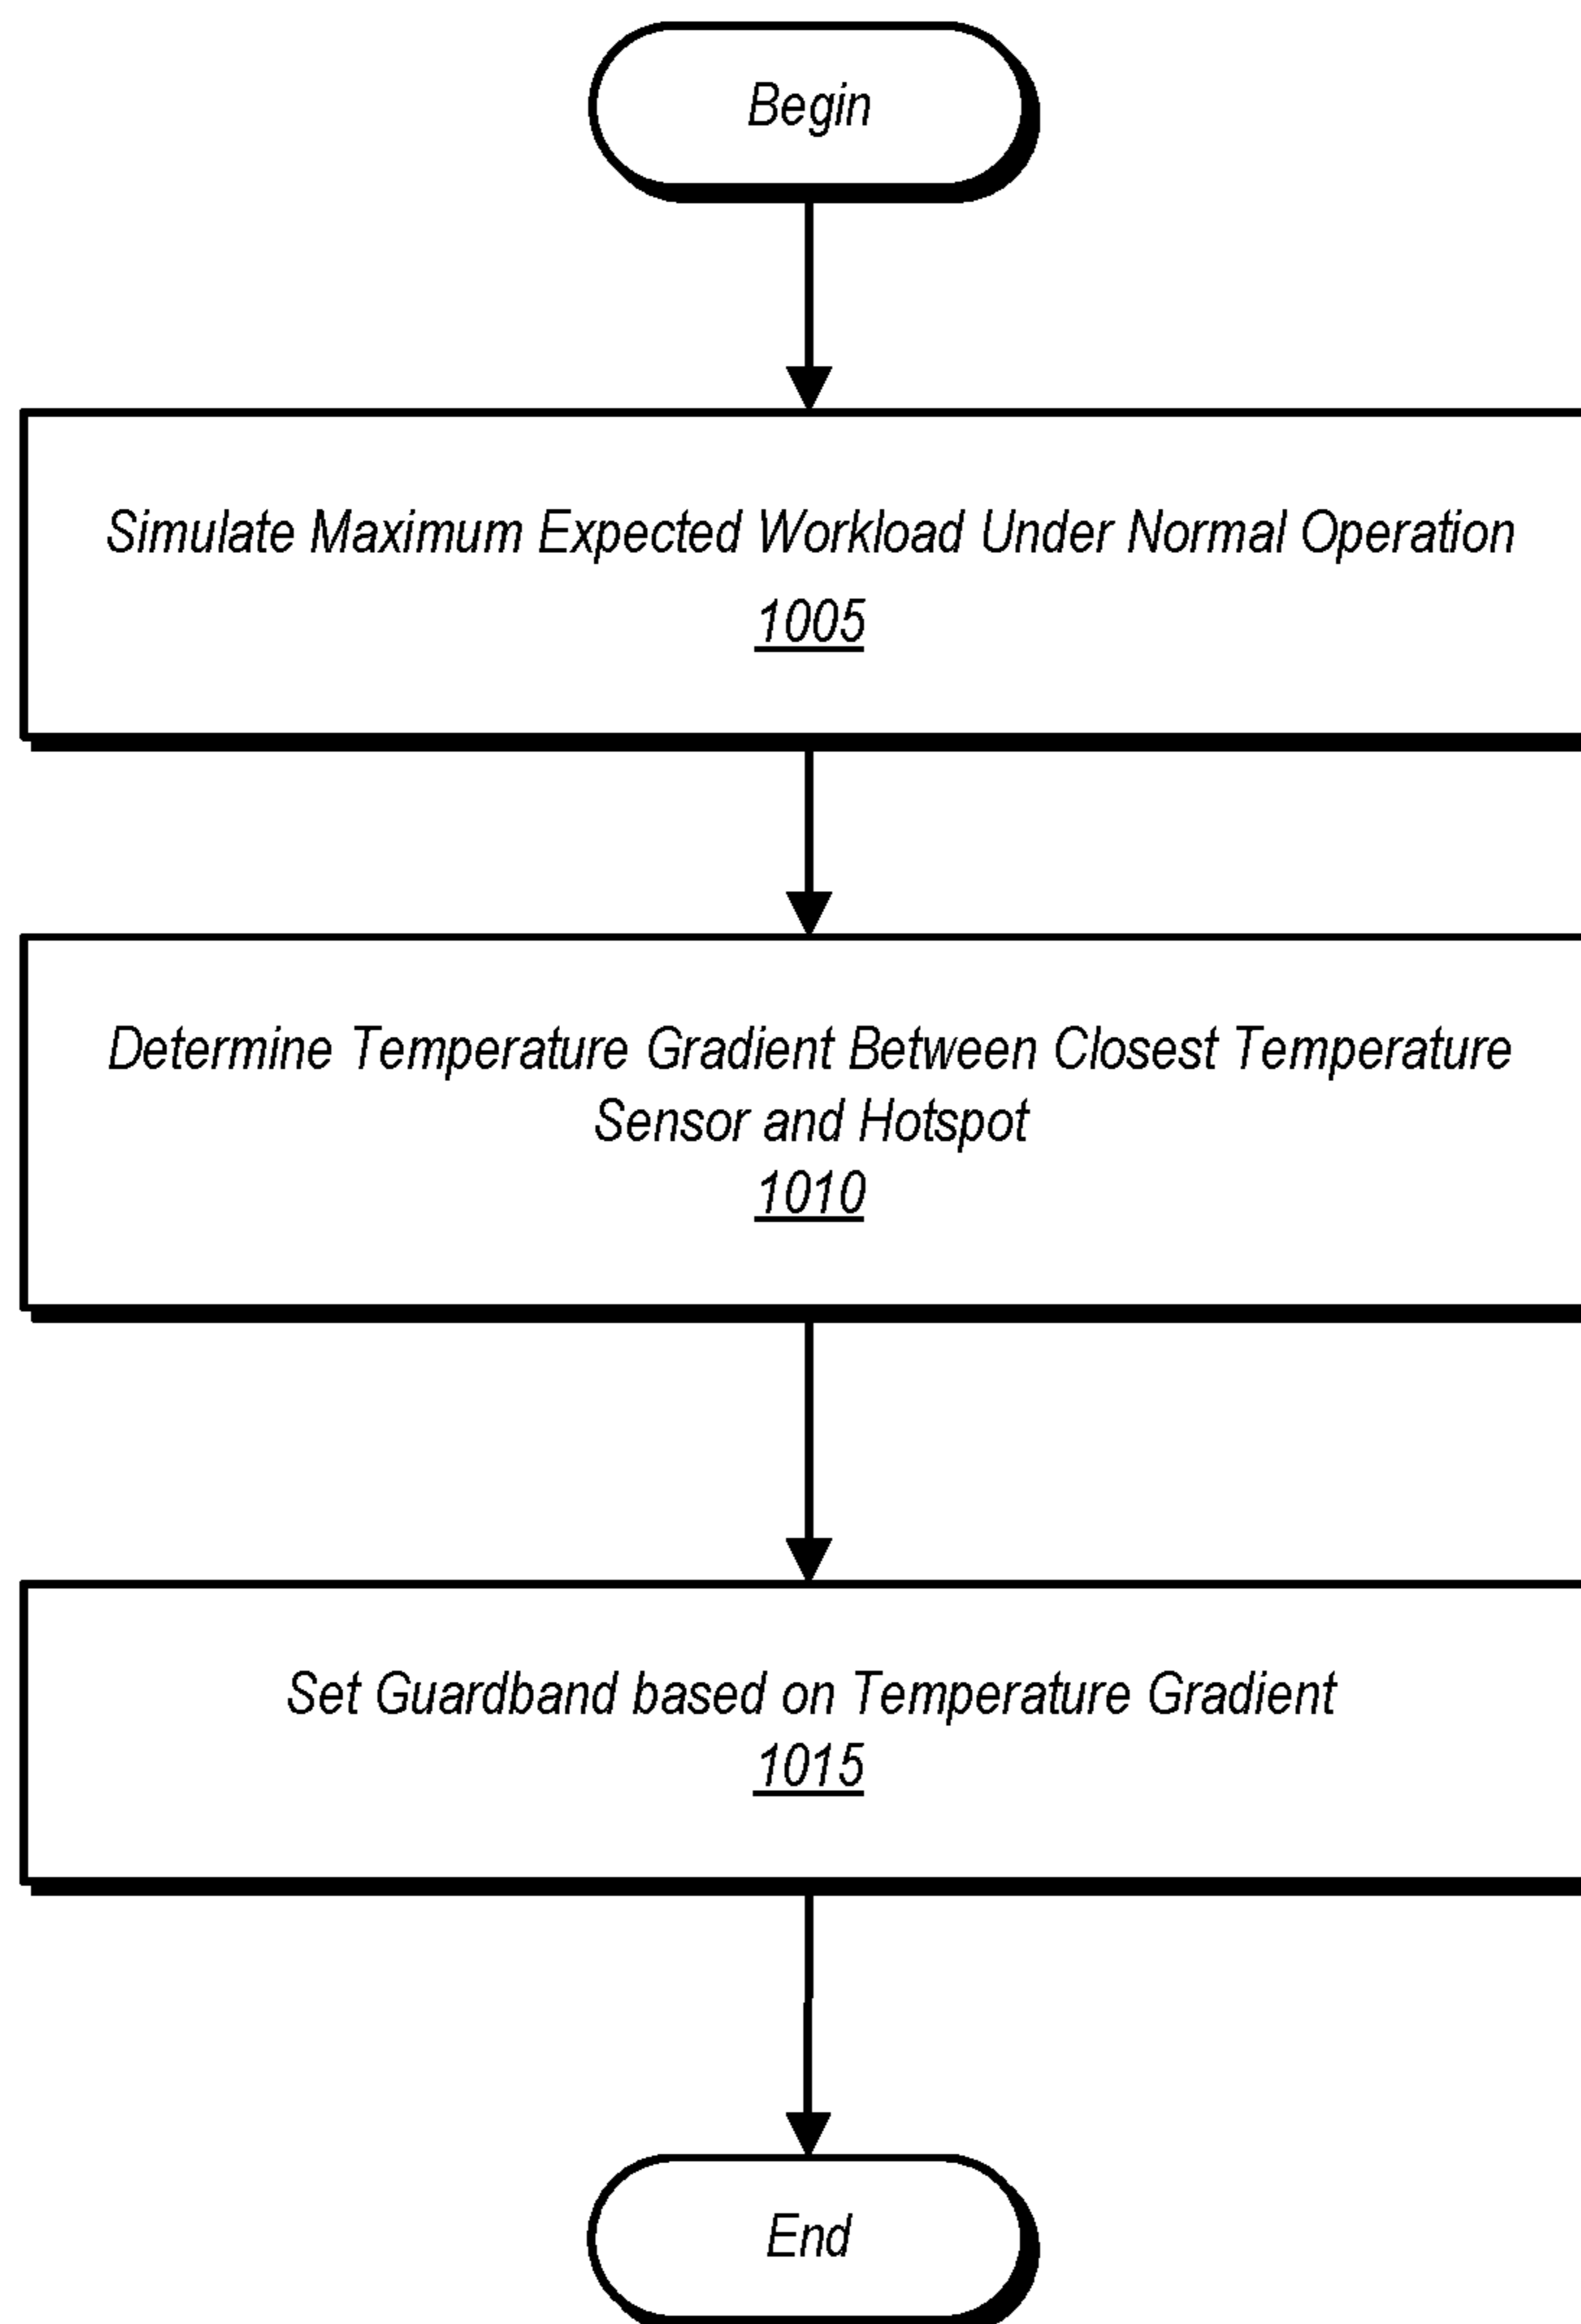 Begin
Simulate Maximum Expected Workload Under Normal Operation
1005
Determine Temperature Gradient Between Closest Temperature
Sensor and Hotspot
1010
Set Guardband based on Temperature Gradient
1015
End